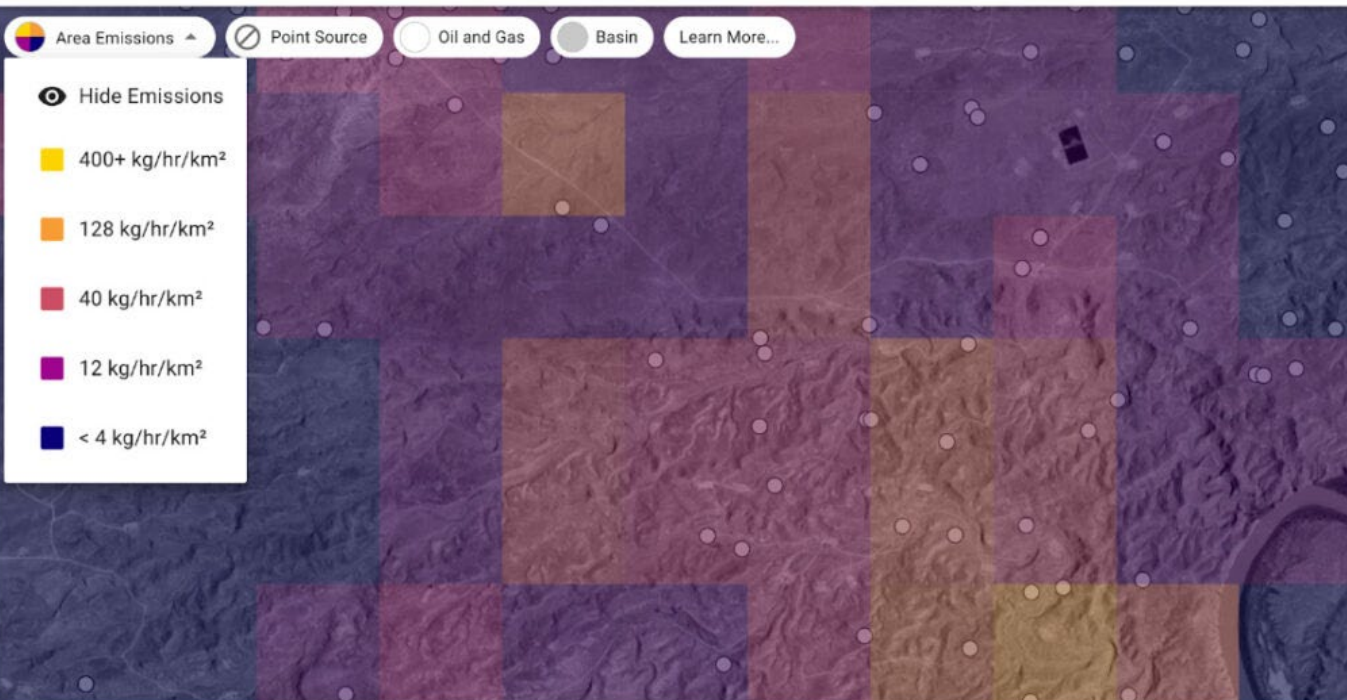 Area Emissions
Point Source
Oil and Gas
Basin
Learn More...
Hide Emissions
400+ kg/hr/km²
128 kg/hr/km²
40 kg/hr/km²
12 kg/hr/km²
< 4 kg/hr/km²